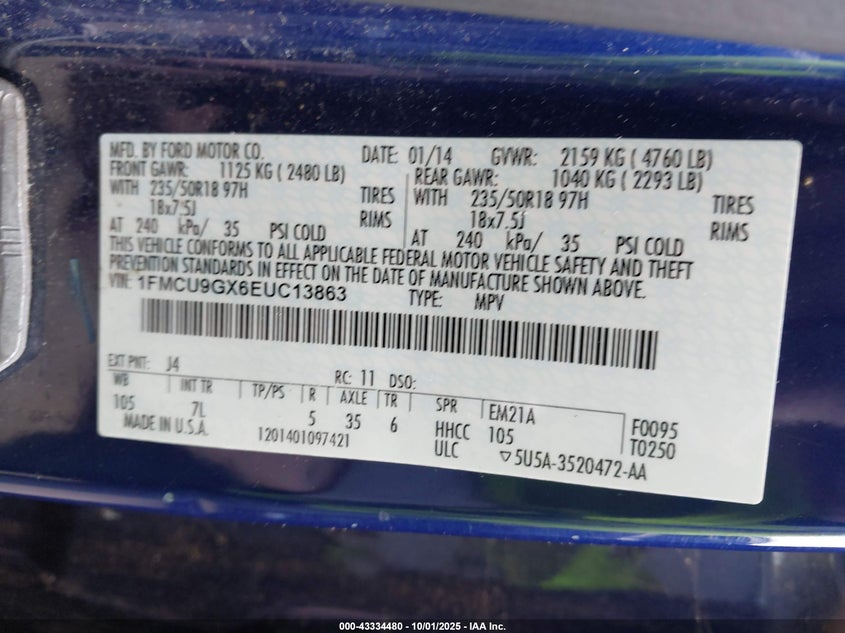 MFD. BY FORD MOTOR CO. DATE: 01/14 GVWR: 2159 KG ( 4760 LB)
FRONT GAWR: 1125 KG ( 2480 LB) REAR GAWR: 1040 KG ( 2293 LB)
WITH 235/50R18 97H TIRES WITH 235/50R18 97H TIRES
18x7.5J RIMS 18x7.5J RIMS
AT 240 kPa/ 35 PSI COLD AT 240 kPa/ 35 PSI COLD
THIS VEHICLE CONFORMS TO ALL APPLICABLE FEDERAL MOTOR VEHICLE SAFETY AND THEFT
PREVENTION STANDARDS IN EFFECT ON THE DATE OF MANUFACTURE SHOWN ABOVE.
VIN: 1FMCU9GX6EUC13863 TYPE: MPV
EXT PNT: J4 RC: 11 DSO:
WB INT TR TP/PS R AXLE TR SPR EM21A F0095
105 7L 5 35 6 HHCC 105 T0250
MADE IN U.S.A. 1201401097421 ULC ▽5U5A-3520472-AA
000-43334480 - 10/01/2025 - IAA Inc.